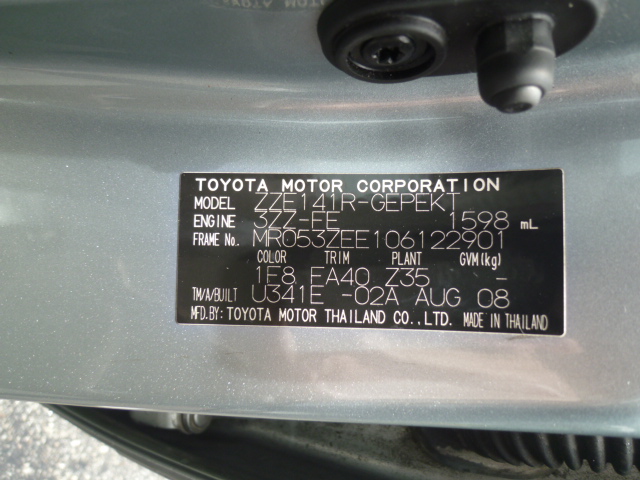 TOYOTA MOTOR CORPORATION
MODEL ZZE141R-GEPEKT
ENGINE 3ZZ-FE 1598 mL
FRAME No. MR053ZEE106122901
COLOR TRIM PLANT GVM(kg)
1F8 FA40 Z35 -
TM/A/BUILT U341E -02A AUG 08
MFD.BY: TOYOTA MOTOR THAILAND CO., LTD. MADE IN THAILAND